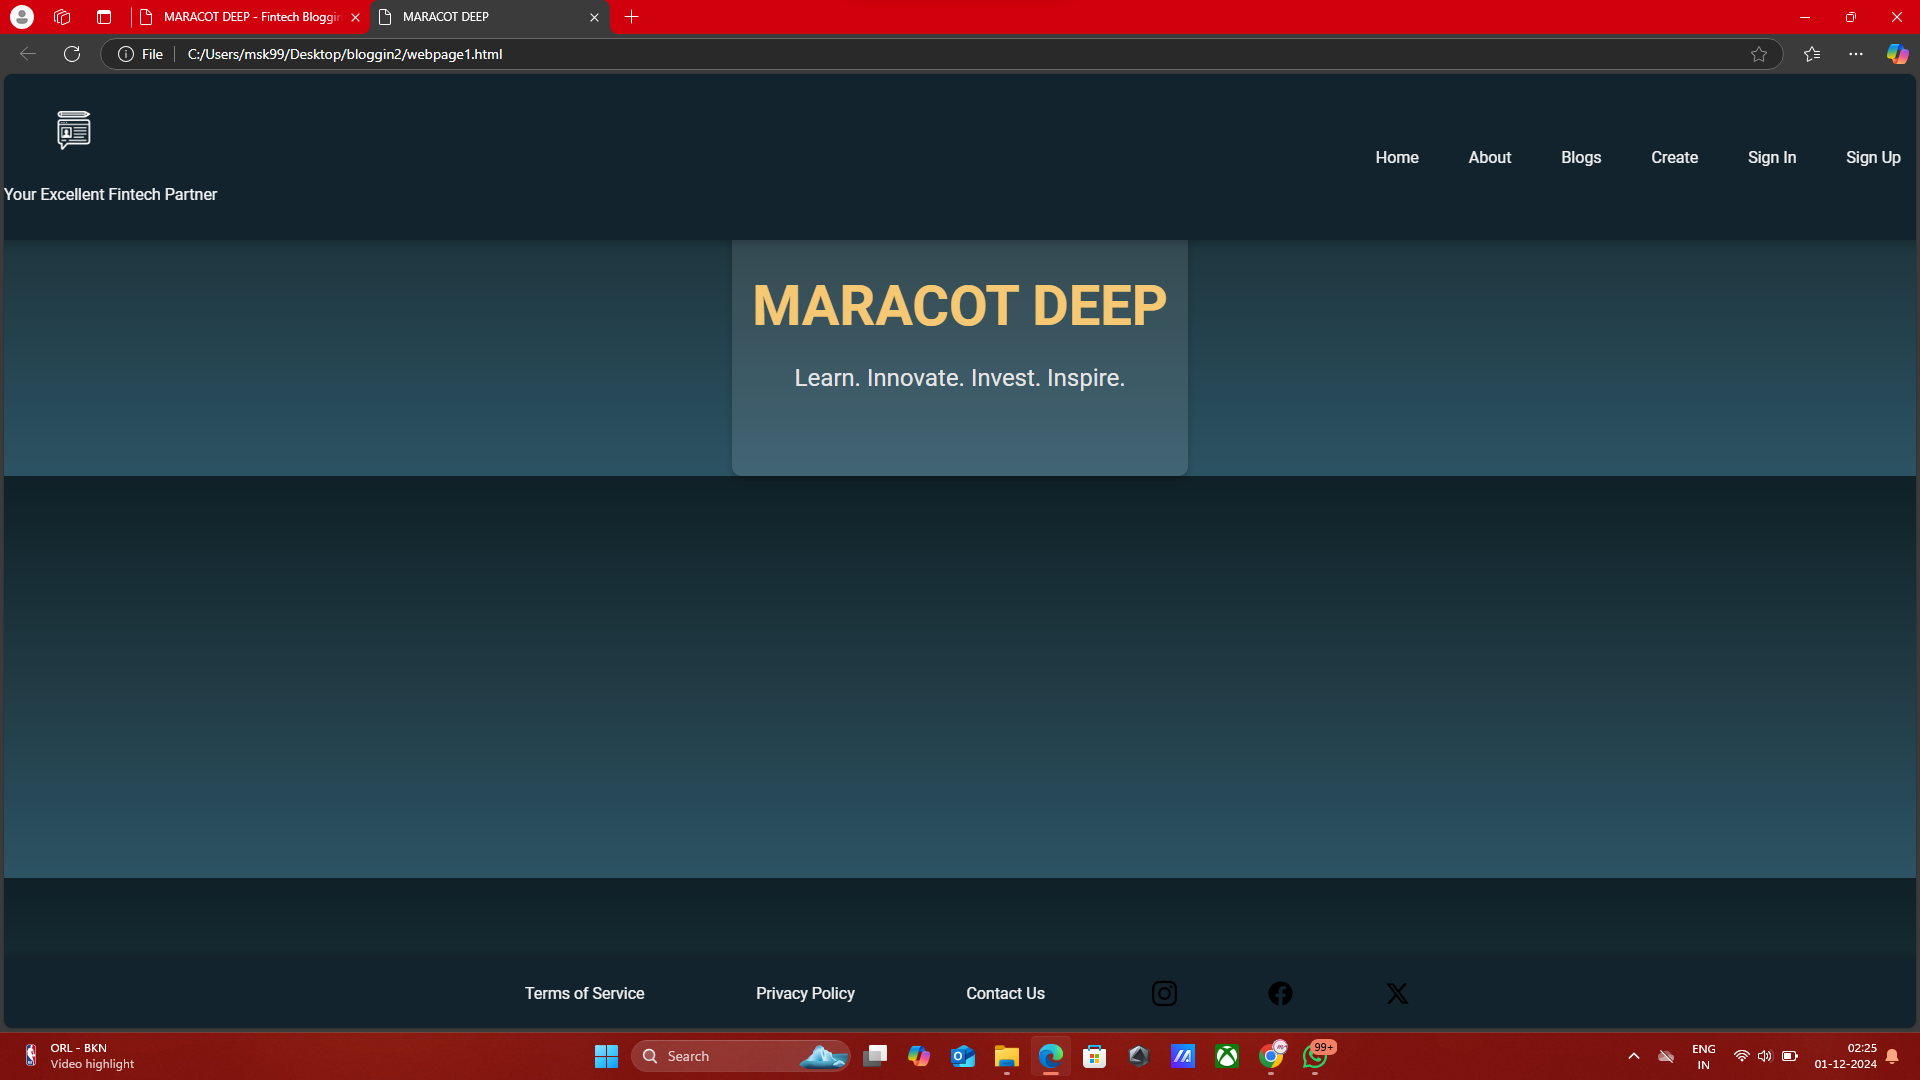 MARACOT DEEP - Fintech Bloggin
MARACOT DEEP
File
C:/Users/msk99/Desktop/bloggin2/webpage1.html
Your Excellent Fintech Partner
Home
About
Blogs
Create
Sign In
Sign Up
MARACOT DEEP
Learn. Innovate. Invest. Inspire.
Terms of Service
Privacy Policy
Contact Us
ORL - BKN
Video highlight
Search
99+
ENG
IN
02:25
01-12-2024